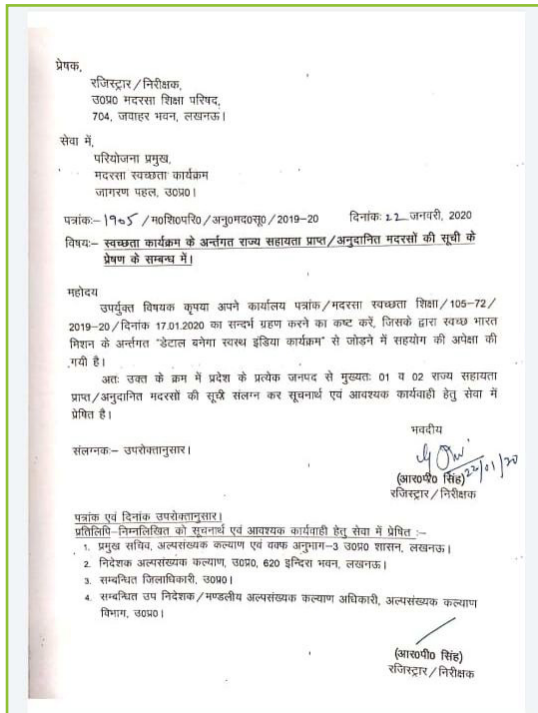 प्रेषक,
रजिस्ट्रार/निरीक्षक,
उ0प्र0 मदरसा शिक्षा परिषद,
704, जवाहर भवन, लखनऊ।
सेवा में,
परियोजना प्रमुख,
मदरसा स्वच्छता कार्यक्रम
जागरण पहल, उ0प्र0।
पत्रांकः– 1905 /म0शि0परि0/अनु0मद0सू0/2019-20 दिनांकः 22 जनवरी, 2020
विषयः– स्वच्छता कार्यक्रम के अर्न्तगत राज्य सहायता प्राप्त/अनुदानित मदरसों की सूची के
प्रेषण के सम्बन्ध में।
महोदय
उपर्युक्त विषयक कृपया अपने कार्यालय पत्रांक/मदरसा स्वच्छता शिक्षा/105-72/
2019-20/दिनांक 17.01.2020 का सन्दर्भ ग्रहण करने का कष्ट करें, जिसके द्वारा स्वच्छ भारत
मिशन के अर्न्तगत "डेटाल बनेगा स्वस्थ इंडिया कार्यक्रम" से जोडने में सहयोग की अपेक्षा की
गयी है।
अतः उक्त के क्रम में प्रदेश के प्रत्येक जनपद से मुख्यतः 01 व 02 राज्य सहायता
प्राप्त/अनुदानित मदरसों की सूची संलग्न कर सूचनार्थ एवं आवश्यक कार्यवाही हेतु सेवा में
प्रेषित है।
भवदीय
संलग्नकः– उपरोक्तानुसार।
22/01/20
(आर0पी0 सिंह)
रजिस्ट्रार/निरीक्षक
पत्रांक एवं दिनांक उपरोक्तानुसार।
प्रतिलिपि–निम्नलिखित को सूचनार्थ एवं आवश्यक कार्यवाही हेतु सेवा में प्रेषित :–
1. प्रमुख सचिव, अल्पसंख्यक कल्याण एवं वक्फ अनुभाग–3 उ0प्र0 शासन, लखनऊ।
2. निदेशक अल्पसंख्यक कल्याण, उ0प्र0, 620 इन्दिरा भवन, लखनऊ।
3. सम्बन्धित जिलाधिकारी, उ0प्र0।
4. सम्बन्धित उप निदेशक/मण्डलीय अल्पसंख्यक कल्याण अधिकारी, अल्पसंख्यक कल्याण
विभाग, उ0प्र0।
(आर0पी0 सिंह)
रजिस्ट्रार/निरीक्षक